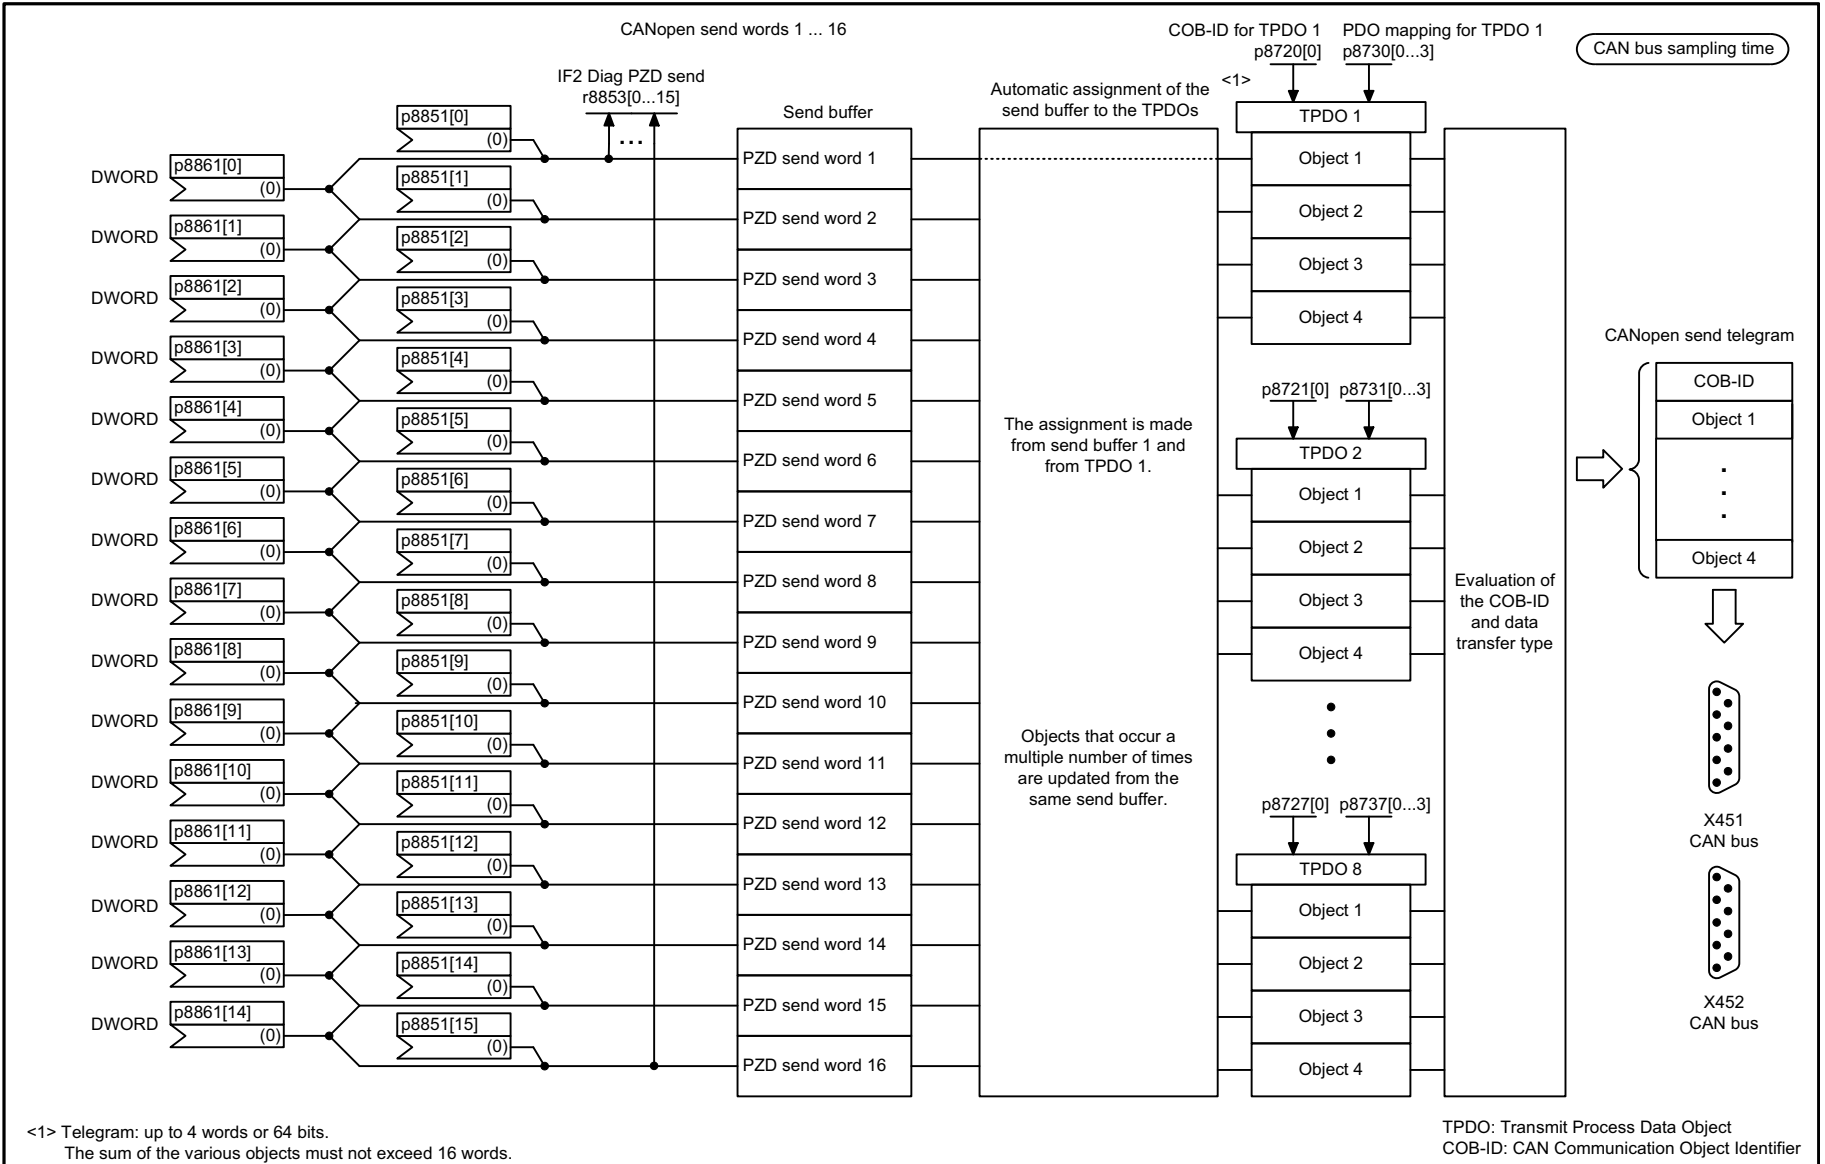 CANopen send words 1 ... 16
COB-ID for TPDO 1
p8720[0]
PDO mapping for TPDO 1
p8730[0...3]
CAN bus sampling time
IF2 Diag PZD send
r8853[0...15]
...
<1>
Automatic assignment of the
send buffer to the TPDOs
Send buffer
DWORD
p8861[0]
(0)
DWORD
p8861[1]
(0)
DWORD
p8861[2]
(0)
DWORD
p8861[3]
(0)
DWORD
p8861[4]
(0)
DWORD
p8861[5]
(0)
DWORD
p8861[6]
(0)
DWORD
p8861[7]
(0)
DWORD
p8861[8]
(0)
DWORD
p8861[9]
(0)
DWORD
p8861[10]
(0)
DWORD
p8861[11]
(0)
DWORD
p8861[12]
(0)
DWORD
p8861[13]
(0)
DWORD
p8861[14]
(0)
p8851[0]
(0)
p8851[1]
(0)
p8851[2]
(0)
p8851[3]
(0)
p8851[4]
(0)
p8851[5]
(0)
p8851[6]
(0)
p8851[7]
(0)
p8851[8]
(0)
p8851[9]
(0)
p8851[10]
(0)
p8851[11]
(0)
p8851[12]
(0)
p8851[13]
(0)
p8851[14]
(0)
p8851[15]
(0)
PZD send word 1
PZD send word 2
PZD send word 3
PZD send word 4
PZD send word 5
PZD send word 6
PZD send word 7
PZD send word 8
PZD send word 9
PZD send word 10
PZD send word 11
PZD send word 12
PZD send word 13
PZD send word 14
PZD send word 15
PZD send word 16
The assignment is made
from send buffer 1 and
from TPDO 1.
Objects that occur a
multiple number of times
are updated from the
same send buffer.
TPDO 1
Object 1
Object 2
Object 3
Object 4
p8721[0]
p8731[0...3]
TPDO 2
Object 1
Object 2
Object 3
Object 4
p8727[0]
p8737[0...3]
TPDO 8
Object 1
Object 2
Object 3
Object 4
Evaluation of
the COB-ID
and data
transfer type
CANopen send telegram
COB-ID
Object 1
.
.
.
Object 4
X451
CAN bus
X452
CAN bus
<1> Telegram: up to 4 words or 64 bits.
The sum of the various objects must not exceed 16 words.
TPDO: Transmit Process Data Object
COB-ID: CAN Communication Object Identifier